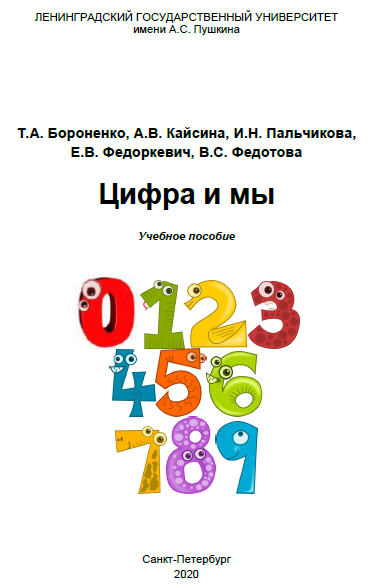 ЛЕНИНГРАДСКИЙ ГОСУДАРСТВЕННЫЙ УНИВЕРСИТЕТ
имени А.С. Пушкина
Т.А. Бороненко, А.В. Кайсина, И.Н. Пальчикова,
Е.В. Федоркевич, В.С. Федотова
Цифра и мы
Учебное пособие
0123
456
789
Санкт-Петербург
2020